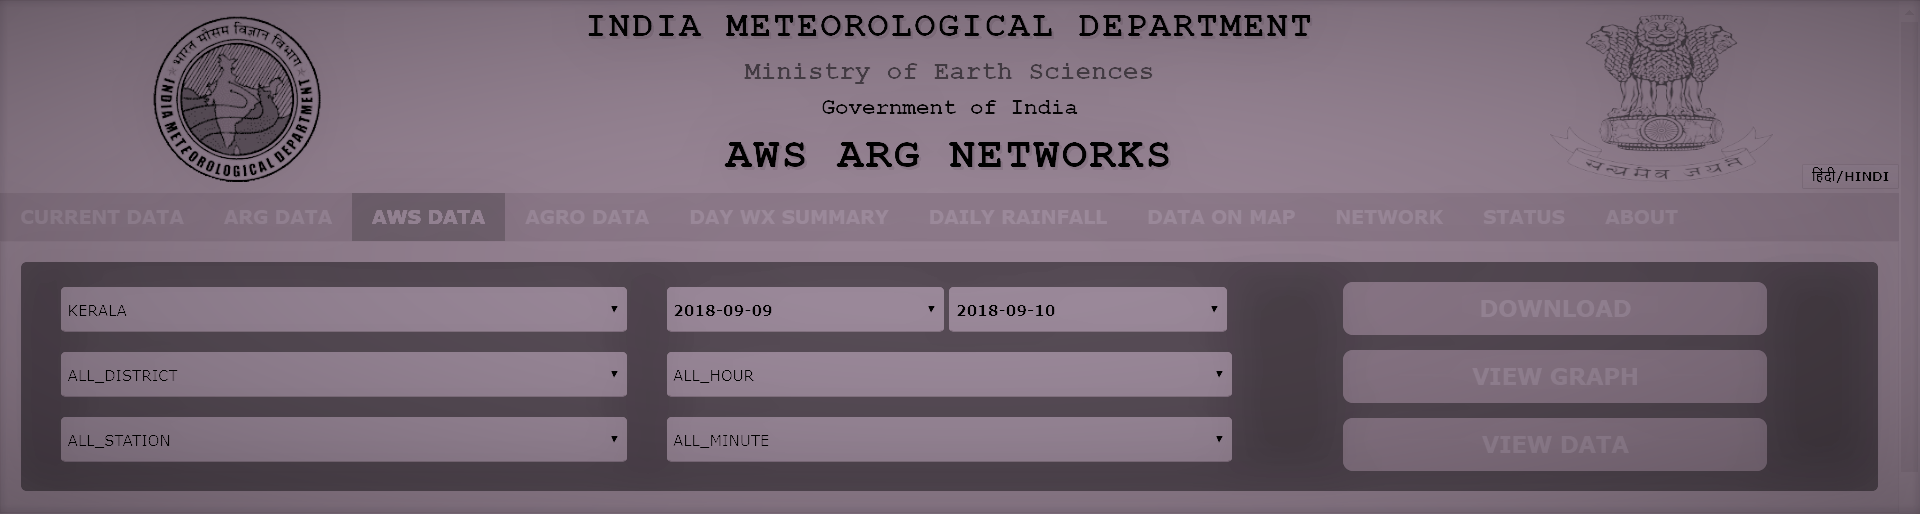 INDIA METEOROLOGICAL DEPARTMENT
Ministry of Earth Sciences
Government of India
AWS ARG NETWORKS
भारत मौसम विज्ञान विभाग
INDIA METEOROLOGICAL DEPARTMENT
सत्यमेव जयते
हिंदी/HINDI
CURRENT DATA ARG DATA AWS DATA AGRO DATA DAY WX SUMMARY DAILY RAINFALL DATA ON MAP NETWORK STATUS ABOUT
KERALA 2018-09-09 2018-09-10 DOWNLOAD
ALL_DISTRICT ALL_HOUR VIEW GRAPH
ALL_STATION ALL_MINUTE VIEW DATA